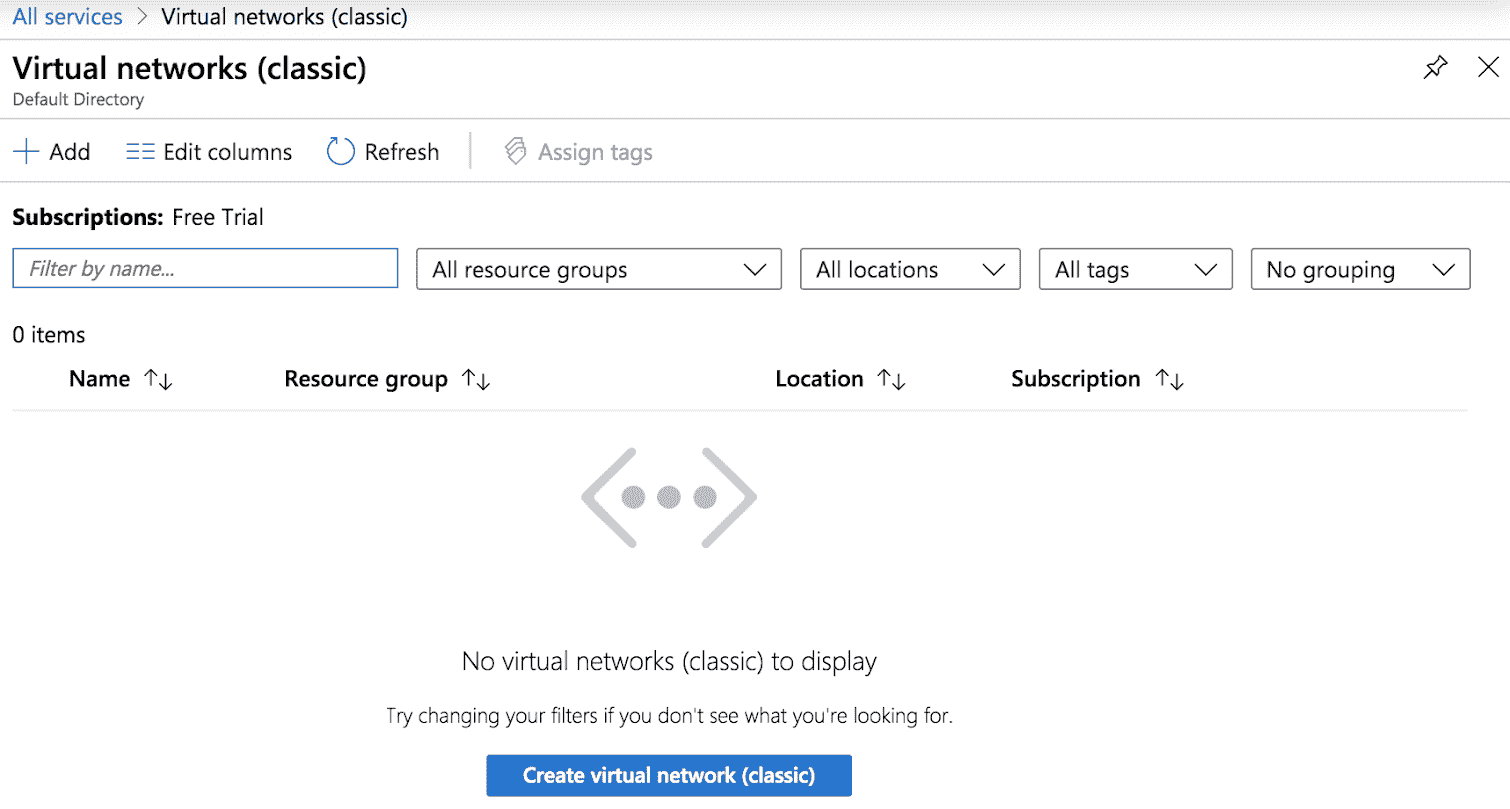 All services > Virtual networks (classic)
Virtual networks (classic)
Default Directory
Add Edit columns Refresh Assign tags
Subscriptions: Free Trial
Filter by name... All resource groups All locations All tags No grouping
0 items
Name Resource group Location Subscription
No virtual networks (classic) to display
Try changing your filters if you don't see what you're looking for.
Create virtual network (classic)